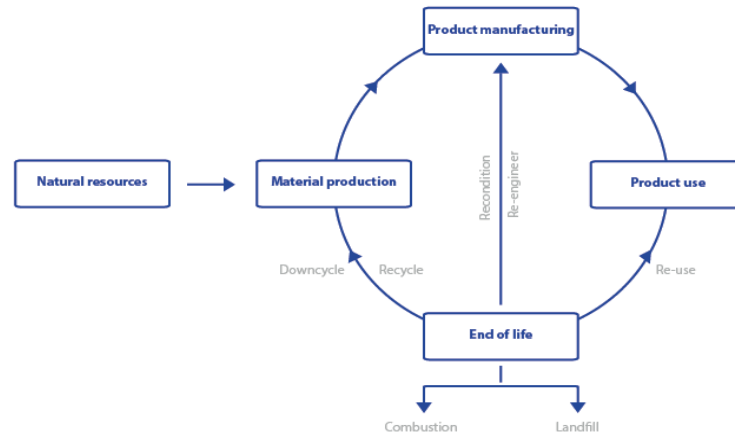 Product manufacturing
Natural resources
Material production
Recondition
Re-engineer
Product use
Downcycle
Recycle
Re-use
End of life
Combustion
Landfill